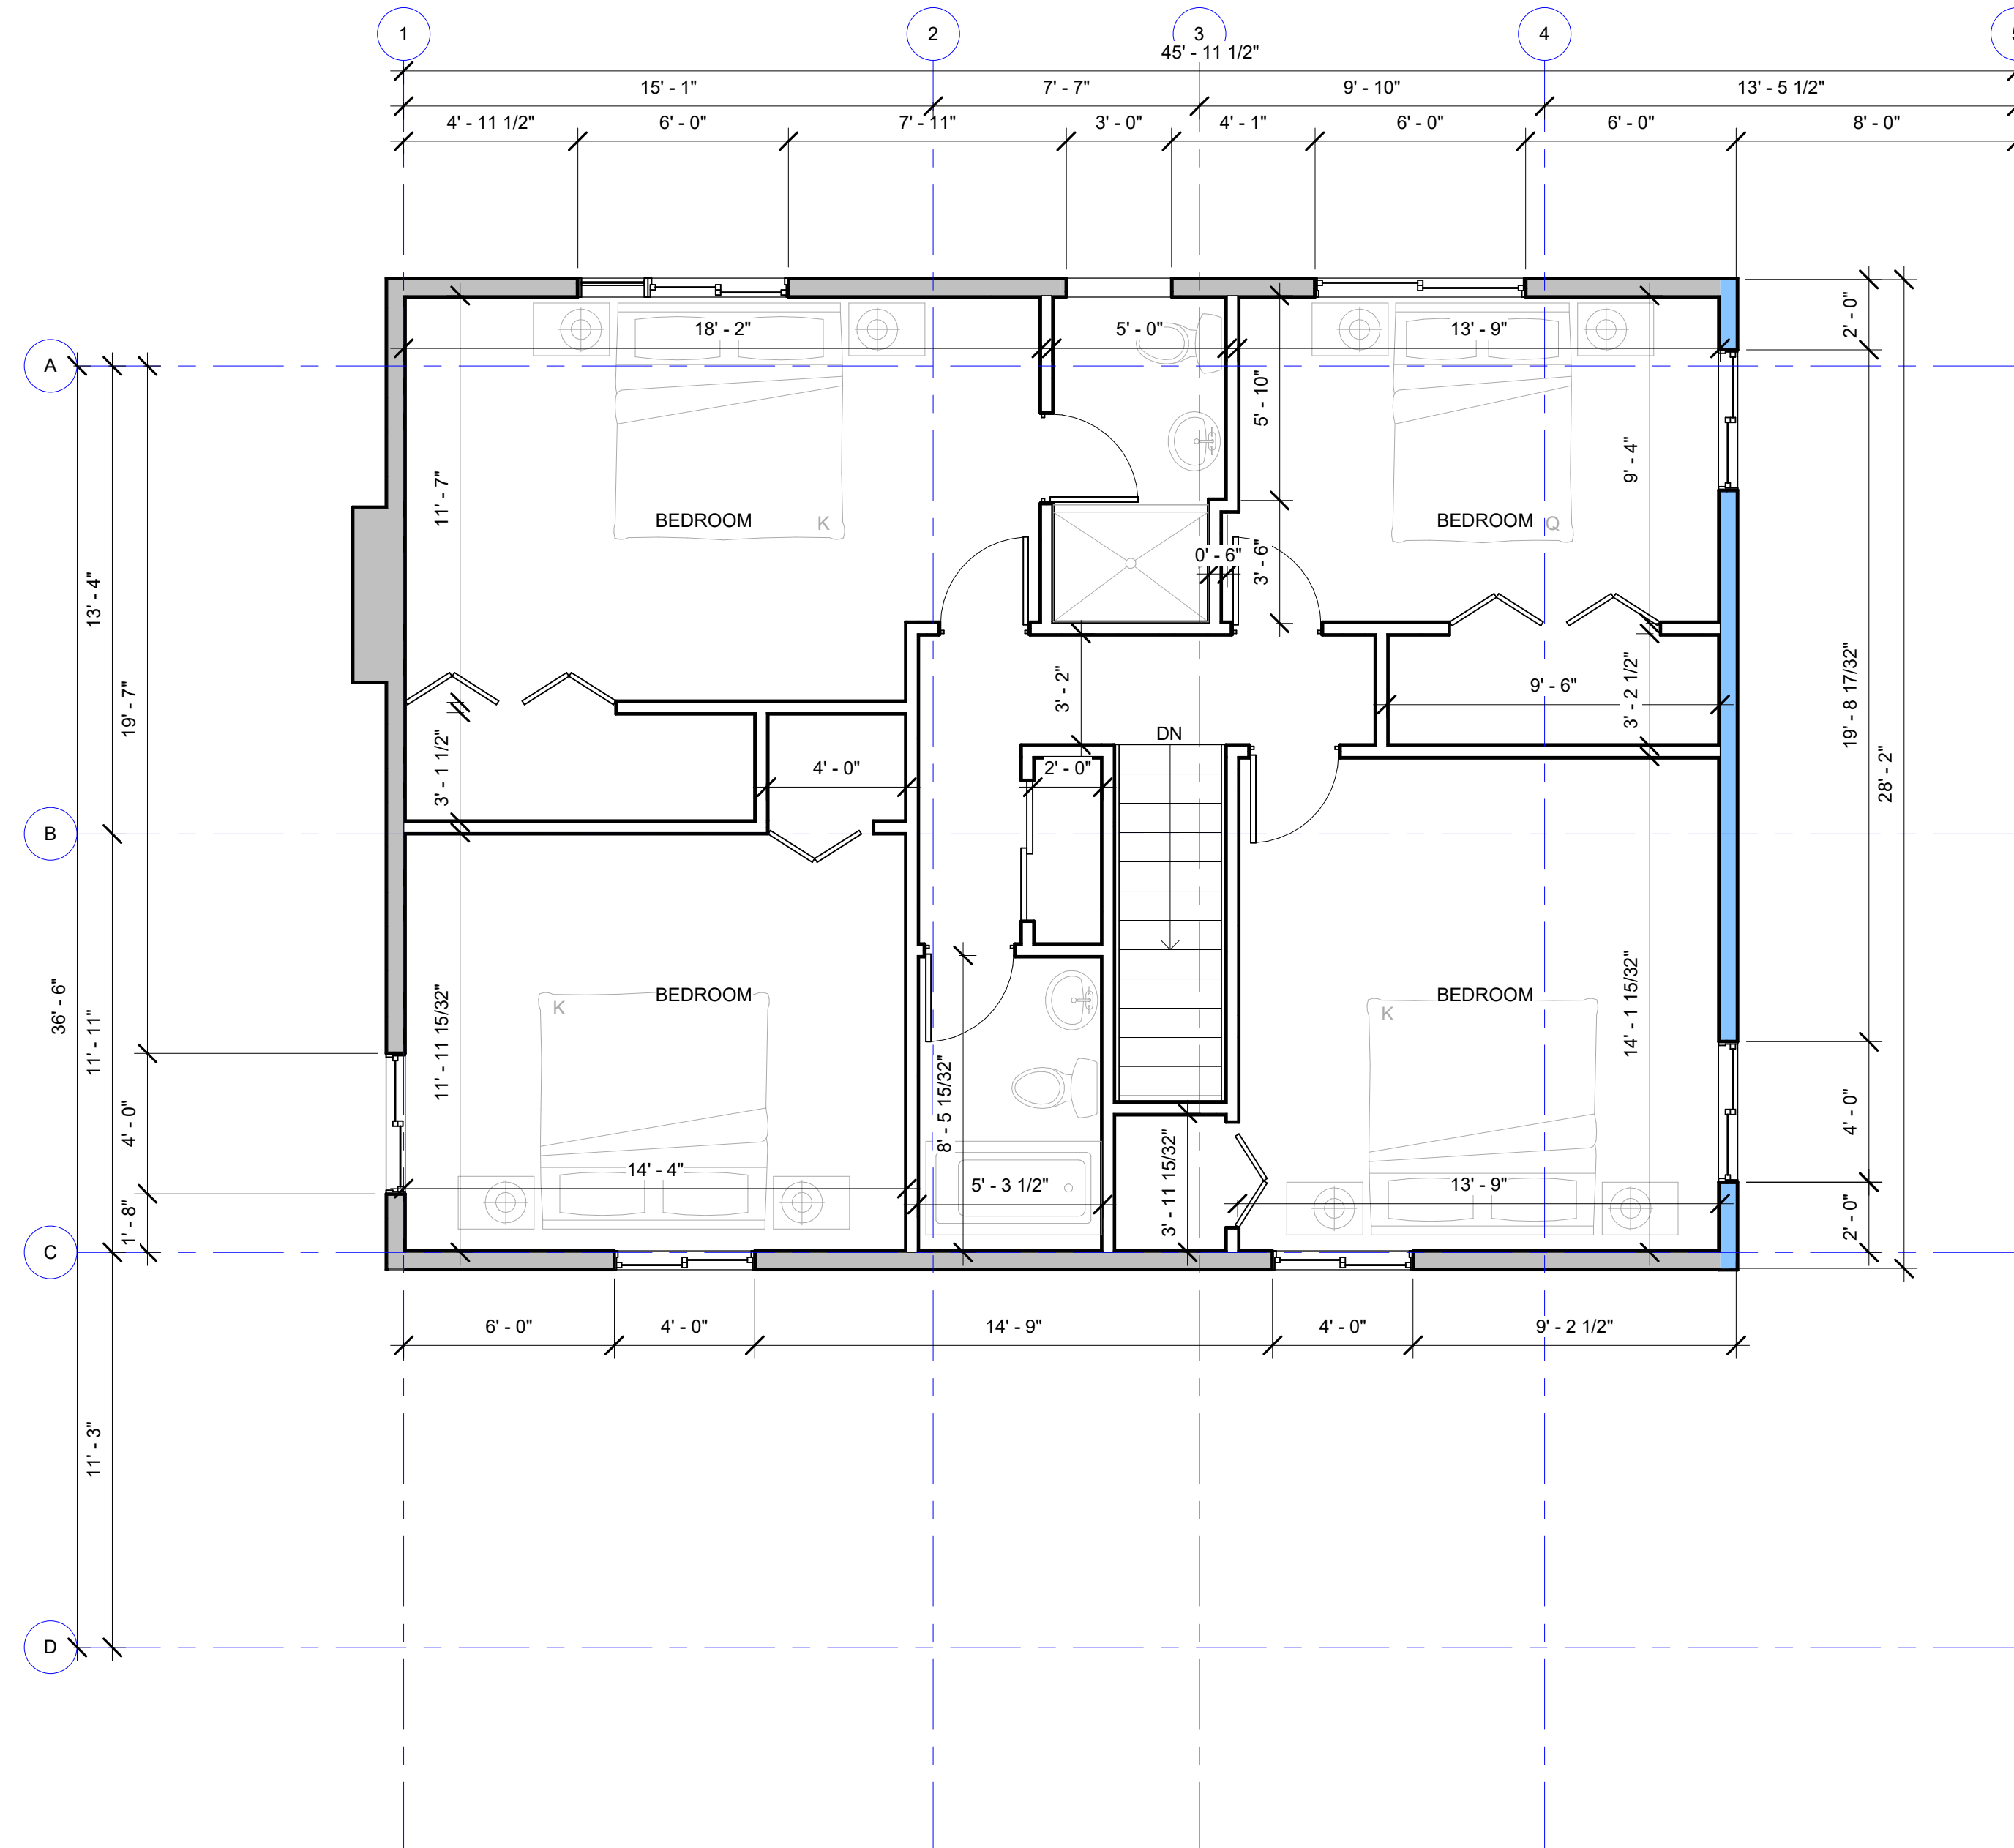 1
2
3
4
5
45' - 11 1/2"
15' - 1"
7' - 7"
9' - 10"
13' - 5 1/2"
4' - 11 1/2"
6' - 0"
7' - 11"
3' - 0"
4' - 1"
6' - 0"
6' - 0"
8' - 0"
A
B
C
D
36' - 6"
13' - 4"
11' - 11"
11' - 3"
19' - 7"
4' - 0"
1' - 8"
18' - 2"
5' - 0"
13' - 9"
11' - 7"
5' - 10"
9' - 4"
BEDROOM
K
BEDROOM
Q
0' - 6"
3' - 6"
3' - 2"
9' - 6"
3' - 2 1/2"
3' - 1 1/2"
4' - 0"
2' - 0"
DN
BEDROOM
K
BEDROOM
K
11' - 11 15/32"
14' - 1 15/32"
8' - 5 15/32"
3' - 11 15/32"
14' - 4"
5' - 3 1/2"
13' - 9"
2' - 0"
19' - 8 17/32"
28' - 2"
4' - 0"
2' - 0"
6' - 0"
4' - 0"
14' - 9"
4' - 0"
9' - 2 1/2"